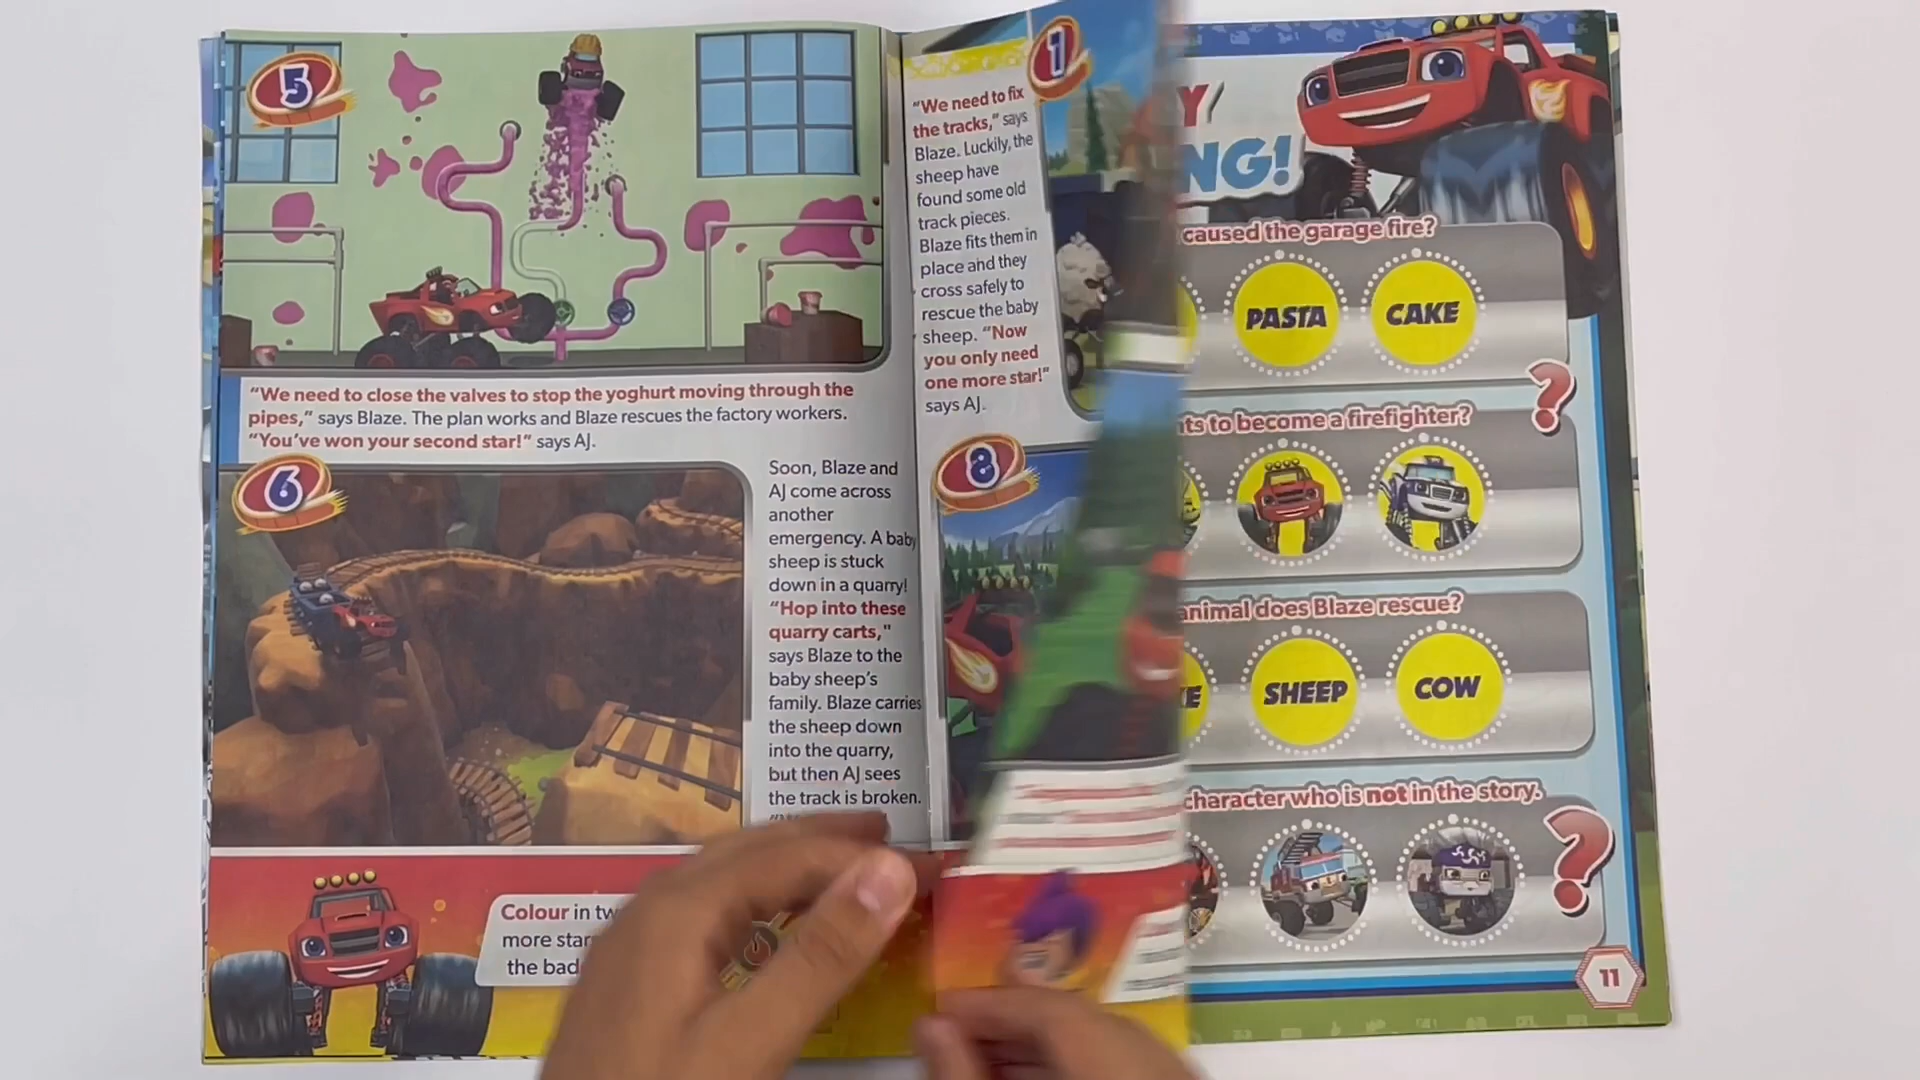 5
"We need to close the valves to stop the yoghurt moving through the
pipes," says Blaze. The plan works and Blaze rescues the factory workers.
"You've won your second star!" says AJ.
6
Soon, Blaze and
AJ come across
another
emergency. A baby
sheep is stuck
down in a quarry!
"Hop into these
quarry carts,"
says Blaze to the
baby sheep's
family. Blaze carries
the sheep down
into the quarry,
but then AJ sees
the track is broken.
Colour in
more
the
"We need to fix
the tracks," says
Blaze. Luckily, the
sheep have
found some old
track pieces.
Blaze fits them in
place and they
cross safely to
rescue the baby
sheep. "Now
you only need
one more star!"
says AJ.
1
8
Y
NG!
caused the garage fire?
PASTA
CAKE
to become a firefighter?
?
animal does Blaze rescue?
SHEEP
COW
character who is not in the story.
?
11